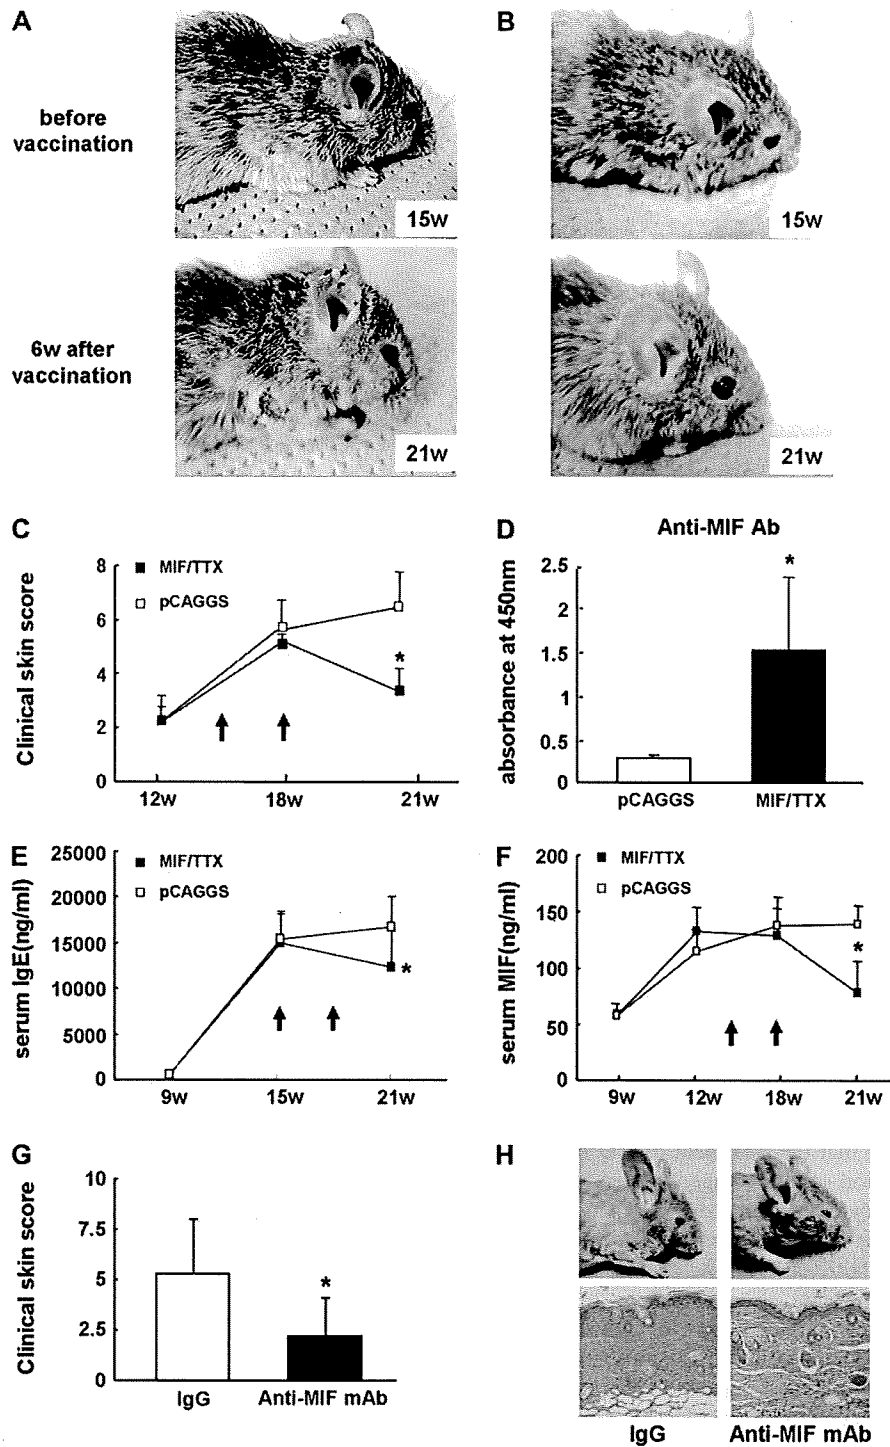 A
B
before
vaccination
15w
15w
6w after
vaccination
21w
21w
C
MIF/TTX
pCAGGS
Clinical skin score
8
6
4
2
0
12w
18w
21w
*
D
Anti-MIF Ab
absorbance at 450nm
2.5
2
1.5
1
0.5
0
*
pCAGGS
MIF/TTX
E
MIF/TTX
pCAGGS
serum IgE(ng/ml)
25000
20000
15000
10000
5000
0
*
9w
15w
21w
F
MIF/TTX
pCAGGS
serum MIF(ng/ml)
200
150
100
50
0
*
9w
12w
18w
21w
G
Clinical skin score
10
7.5
5
2.5
0
*
IgG
Anti-MIF mAb
H
IgG
Anti-MIF mAb